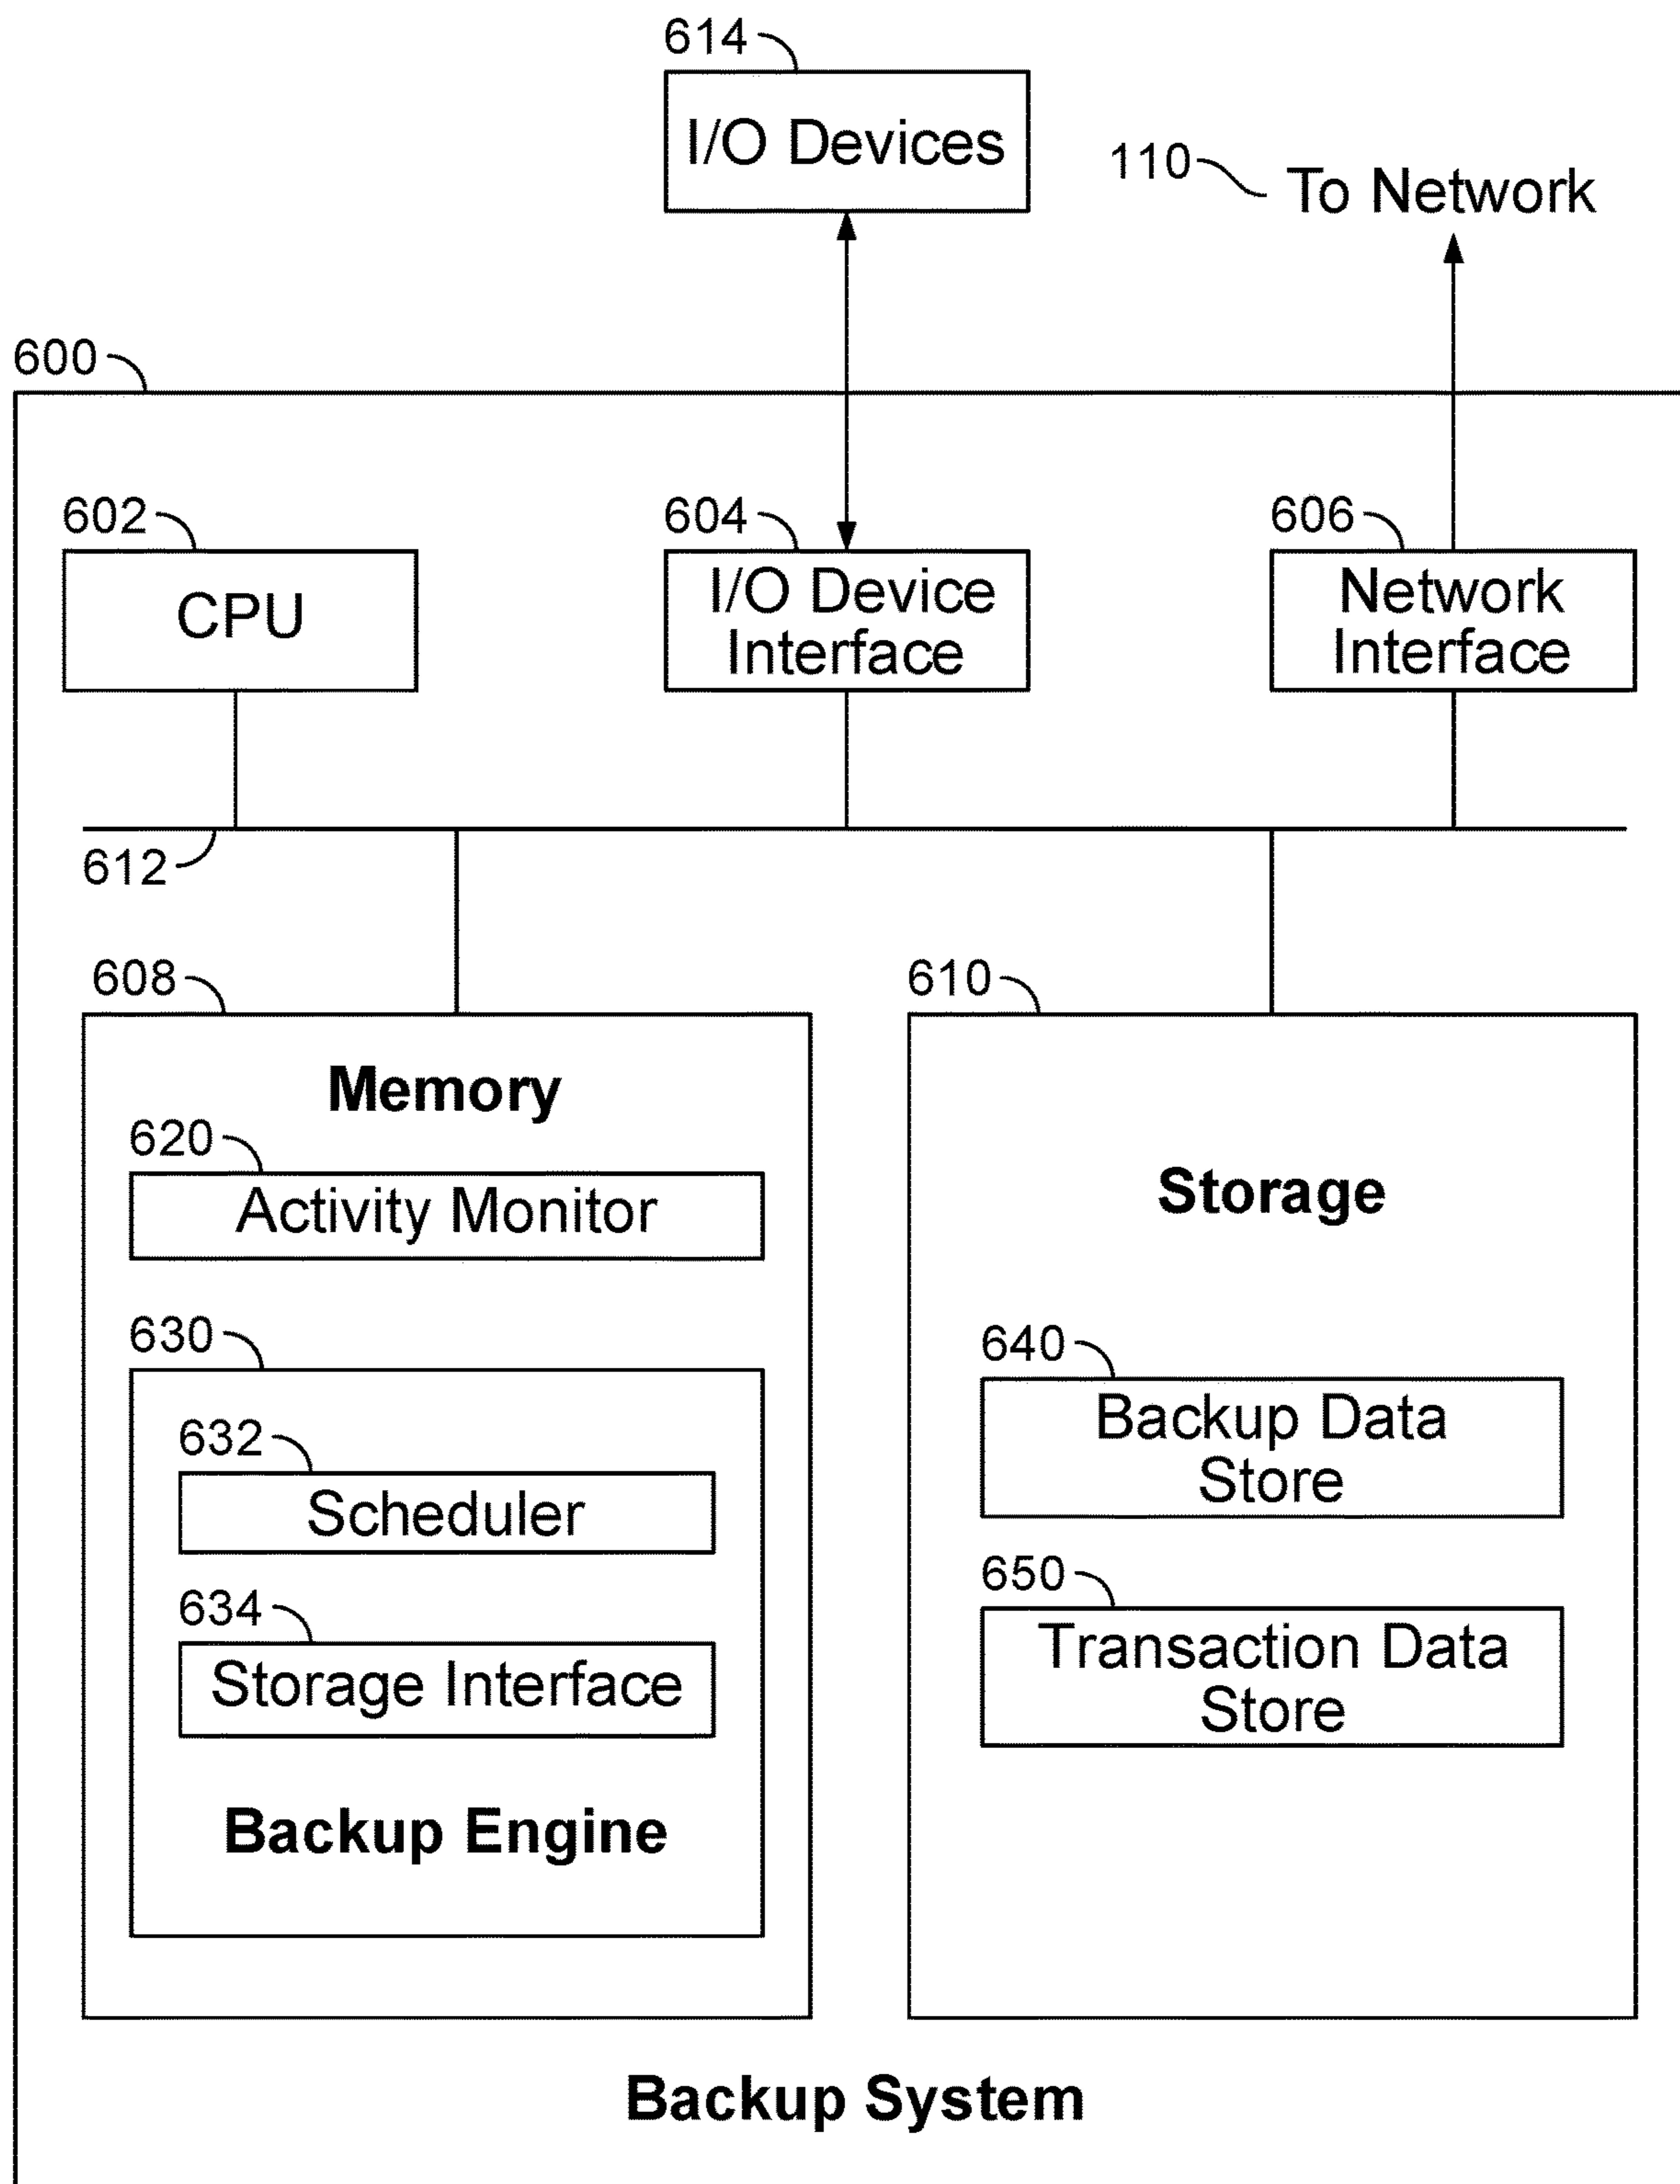 614
I/O Devices
110
To Network
600
602
CPU
604
I/O Device
Interface
606
Network
Interface
612
608
Memory
620
Activity Monitor
630
632
Scheduler
634
Storage Interface
Backup Engine
610
Storage
640
Backup Data
Store
650
Transaction Data
Store
Backup System